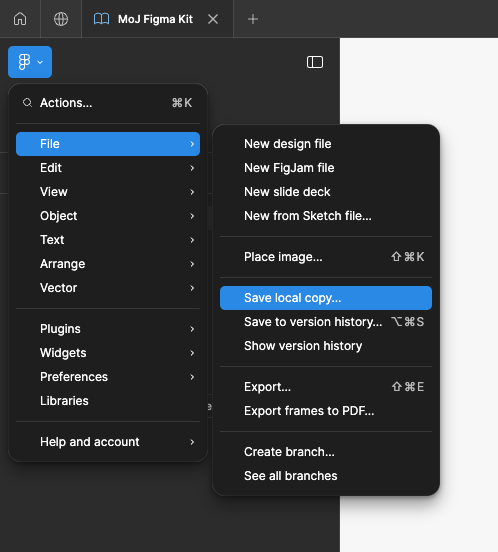 MoJ Figma Kit
Actions... ⌘K
File
Edit
View
Object
Text
Arrange
Vector
Plugins
Widgets
Preferences
Libraries
Help and account
New design file
New FigJam file
New slide deck
New from Sketch file...
Place image... ⇧⌘K
Save local copy...
Save to version history... ⌥⌘S
Show version history
Export... ⇧⌘E
Export frames to PDF...
Create branch...
See all branches